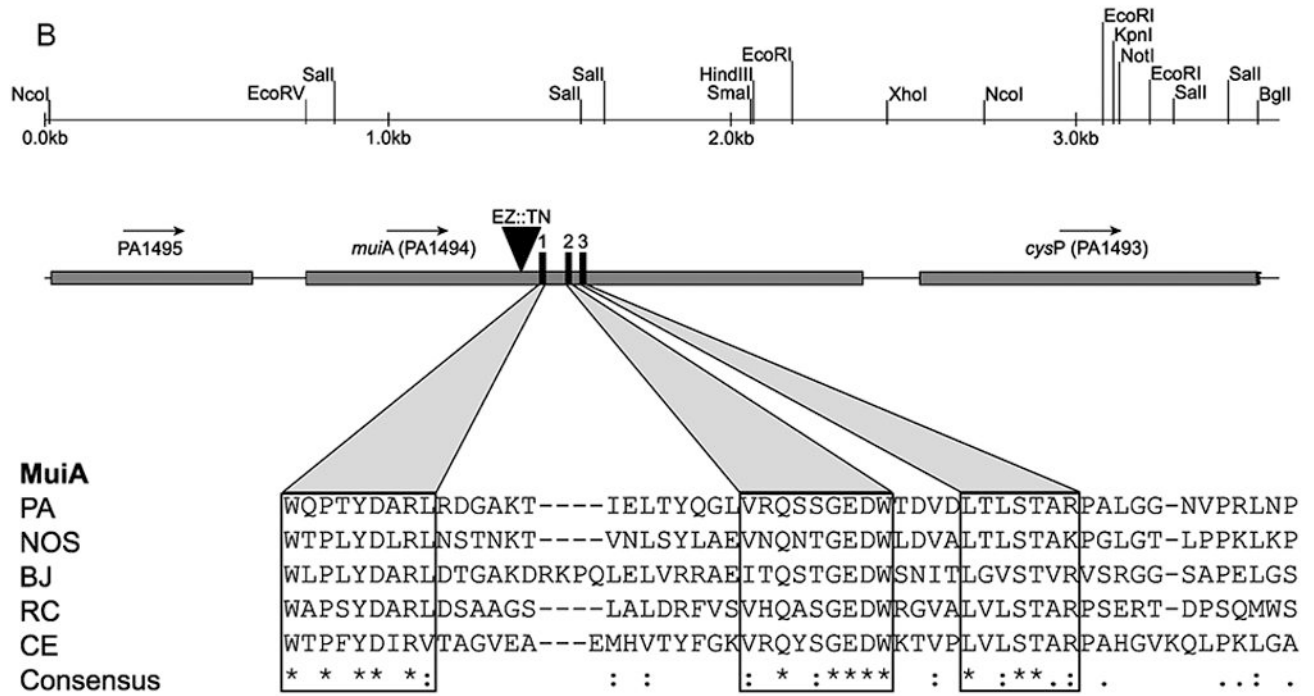 B
EcoRI
KpnI
NotI
EcoRI
SalI
SalI
HindIII
EcoRI
SalI
NcoI
EcoRV
SalI
SmaI
XhoI
NcoI
SalI
BglI
0.0kb 1.0kb 2.0kb 3.0kb
EZ::TN
PA1495
muiA (PA1494)
1 2 3
cysP (PA1493)
MuiA
PA WQPTYDARLRDGAKT----IELTYQGLVRQSSGEDWTDVDLTLSTARPALGG-NVPRLNP
NOS WTPLYDLRLNSTNKT----VNLSYLAEVNQNTGEDWLDVALTLSTAKPGLGT-LPPKLKP
BJ WLPLYDARLDTGAKDRKPQLELVRRAEITQSTGEDWSNITLGVSTVRVSRGG-SAPELGS
RC WAPSYDARLDSAAGS----LALDRFVSVHQASGEDWRGVALVLSTARPSERT-DPSQMWS
CE WTPFYDIRVTAGVEA---EMHVTYFGKVRQYSGEDWKTVPLVLSTARPAHGVKQLPKLGA
Consensus * * ** *: : : : * :**** : * **.: . ..: .